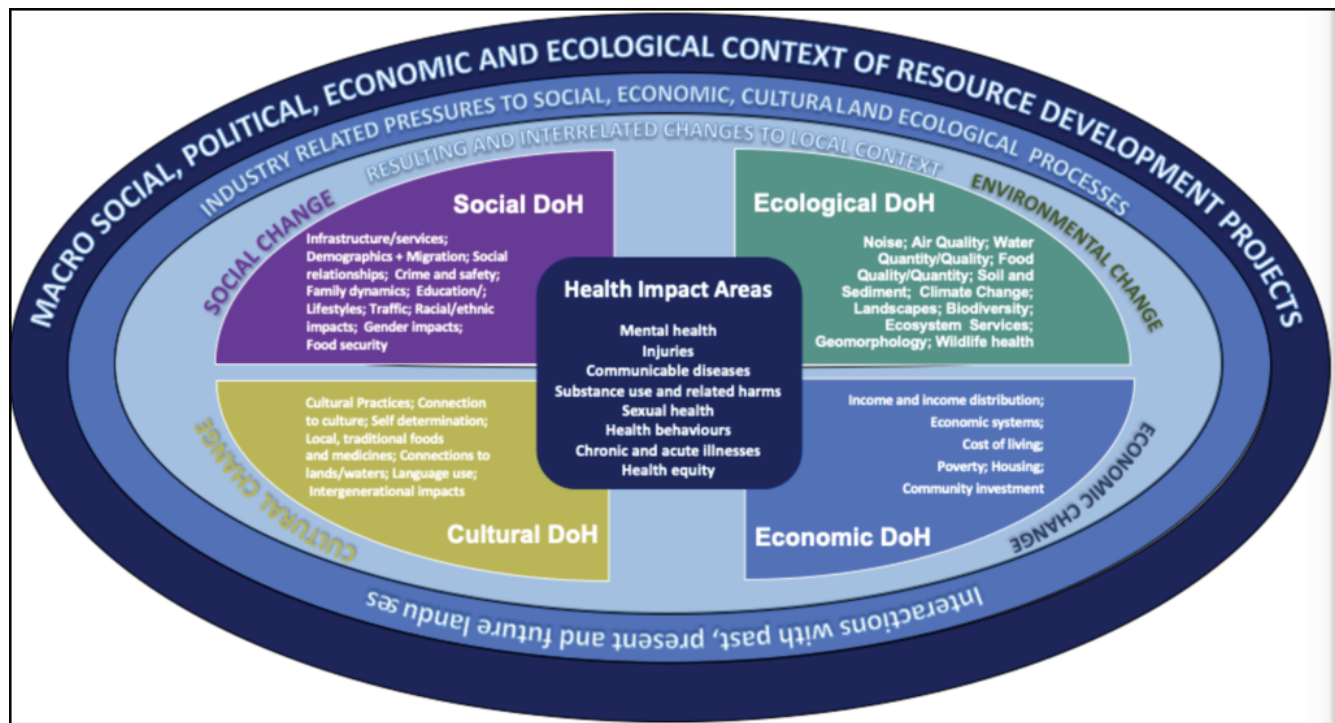 MACRO SOCIAL, POLITICAL, ECONOMIC AND ECOLOGICAL CONTEXT OF RESOURCE DEVELOPMENT PROJECTS
INDUSTRY RELATED PRESSURES TO SOCIAL, ECONOMIC, CULTURAL AND ECOLOGICAL PROCESSES
RESULTING AND INTERRELATED CHANGES TO LOCAL CONTEXT
SOCIAL CHANGE
Social DoH
Infrastructure/services;
Demographics + Migration; Social
relationships; Crime and safety;
Family dynamics; Education/;
Lifestyles; Traffic; Racial/ethnic
impacts; Gender impacts;
Food security
ENVIRONMENTAL CHANGE
Ecological DoH
Noise; Air Quality; Water
Quantity/Quality; Food
Quality/Quantity; Soil and
Sediment; Climate Change;
Landscapes; Biodiversity;
Ecosystem Services;
Geomorphology; Wildlife health
Health Impact Areas
Mental health
Injuries
Communicable diseases
Substance use and related harms
Sexual health
Health behaviours
Chronic and acute illnesses
Health equity
CULTURAL CHANGE
Cultural Practices; Connection
to culture; Self determination;
Local, traditional foods
and medicines; Connections to
lands/waters; Language use;
Intergenerational impacts
Cultural DoH
ECONOMIC CHANGE
Income and income distribution;
Economic systems;
Cost of living;
Poverty; Housing;
Community investment
Economic DoH
Interactions with past, present and future landuses